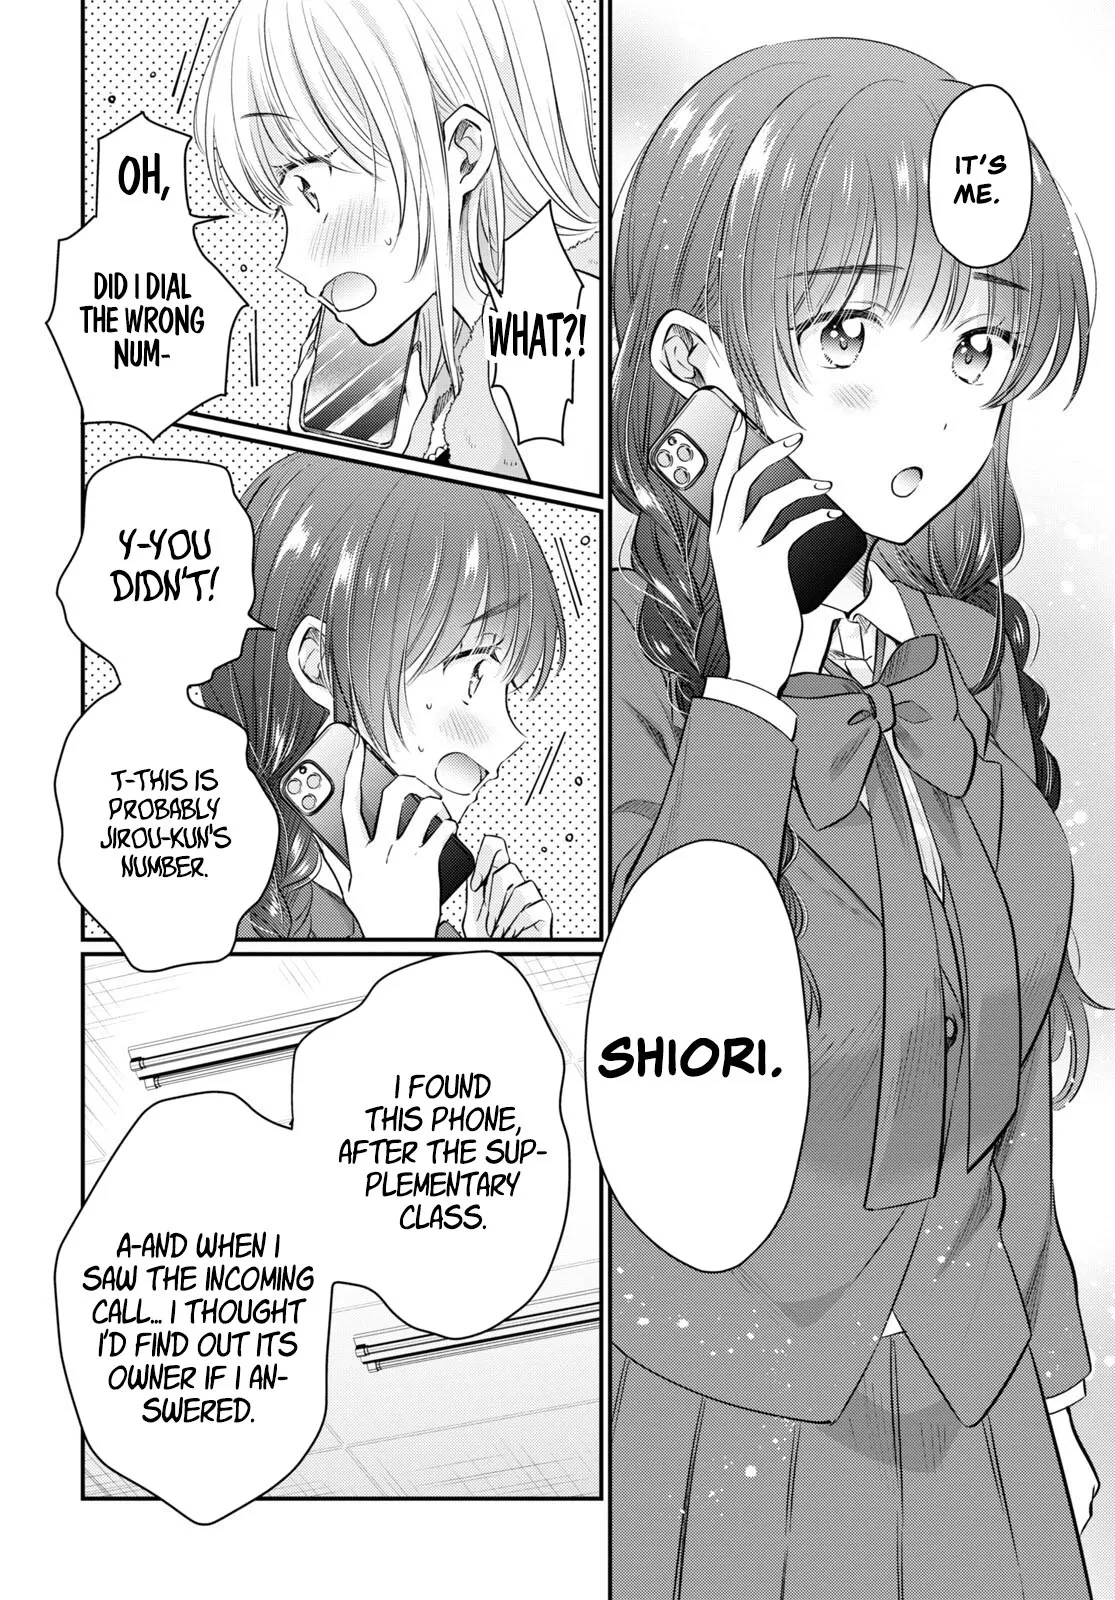 IT'S
ME.
SHIORI.
WHAT?!
OH,
DID I DIAL
THE WRONG
NUM-
Y-YOU
DIDN'T!
T-THIS IS
PROBABLY
JIROU-KUN'S
NUMBER.
I FOUND
THIS PHONE,
AFTER THE SUP-
PLEMENTARY
CLASS.
A-AND WHEN I
SAW THE INCOMING
CALL... I THOUGHT
I'D FIND OUT ITS
OWNER IF I AN-
SWERED.